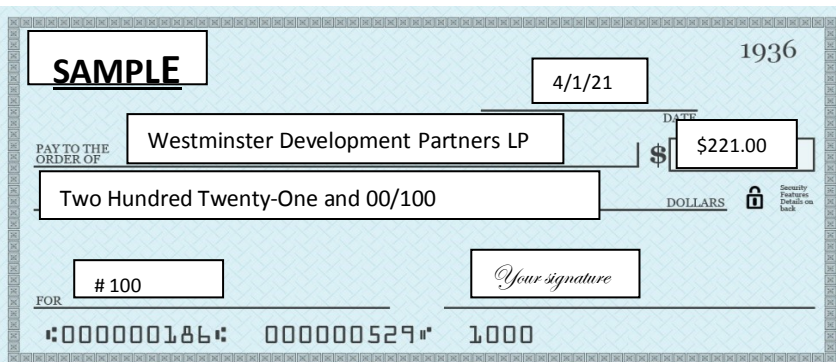 SAMPLE
1936
4/1/21
DATE
PAY TO THE
ORDER OF
Westminster Development Partners LP
$ $221.00
Two Hundred Twenty-One and 00/100
DOLLARS
Security
Features
Details on
back
# 100
FOR
Your signature
⑆000000186⑆ 000000529⑈ 1000